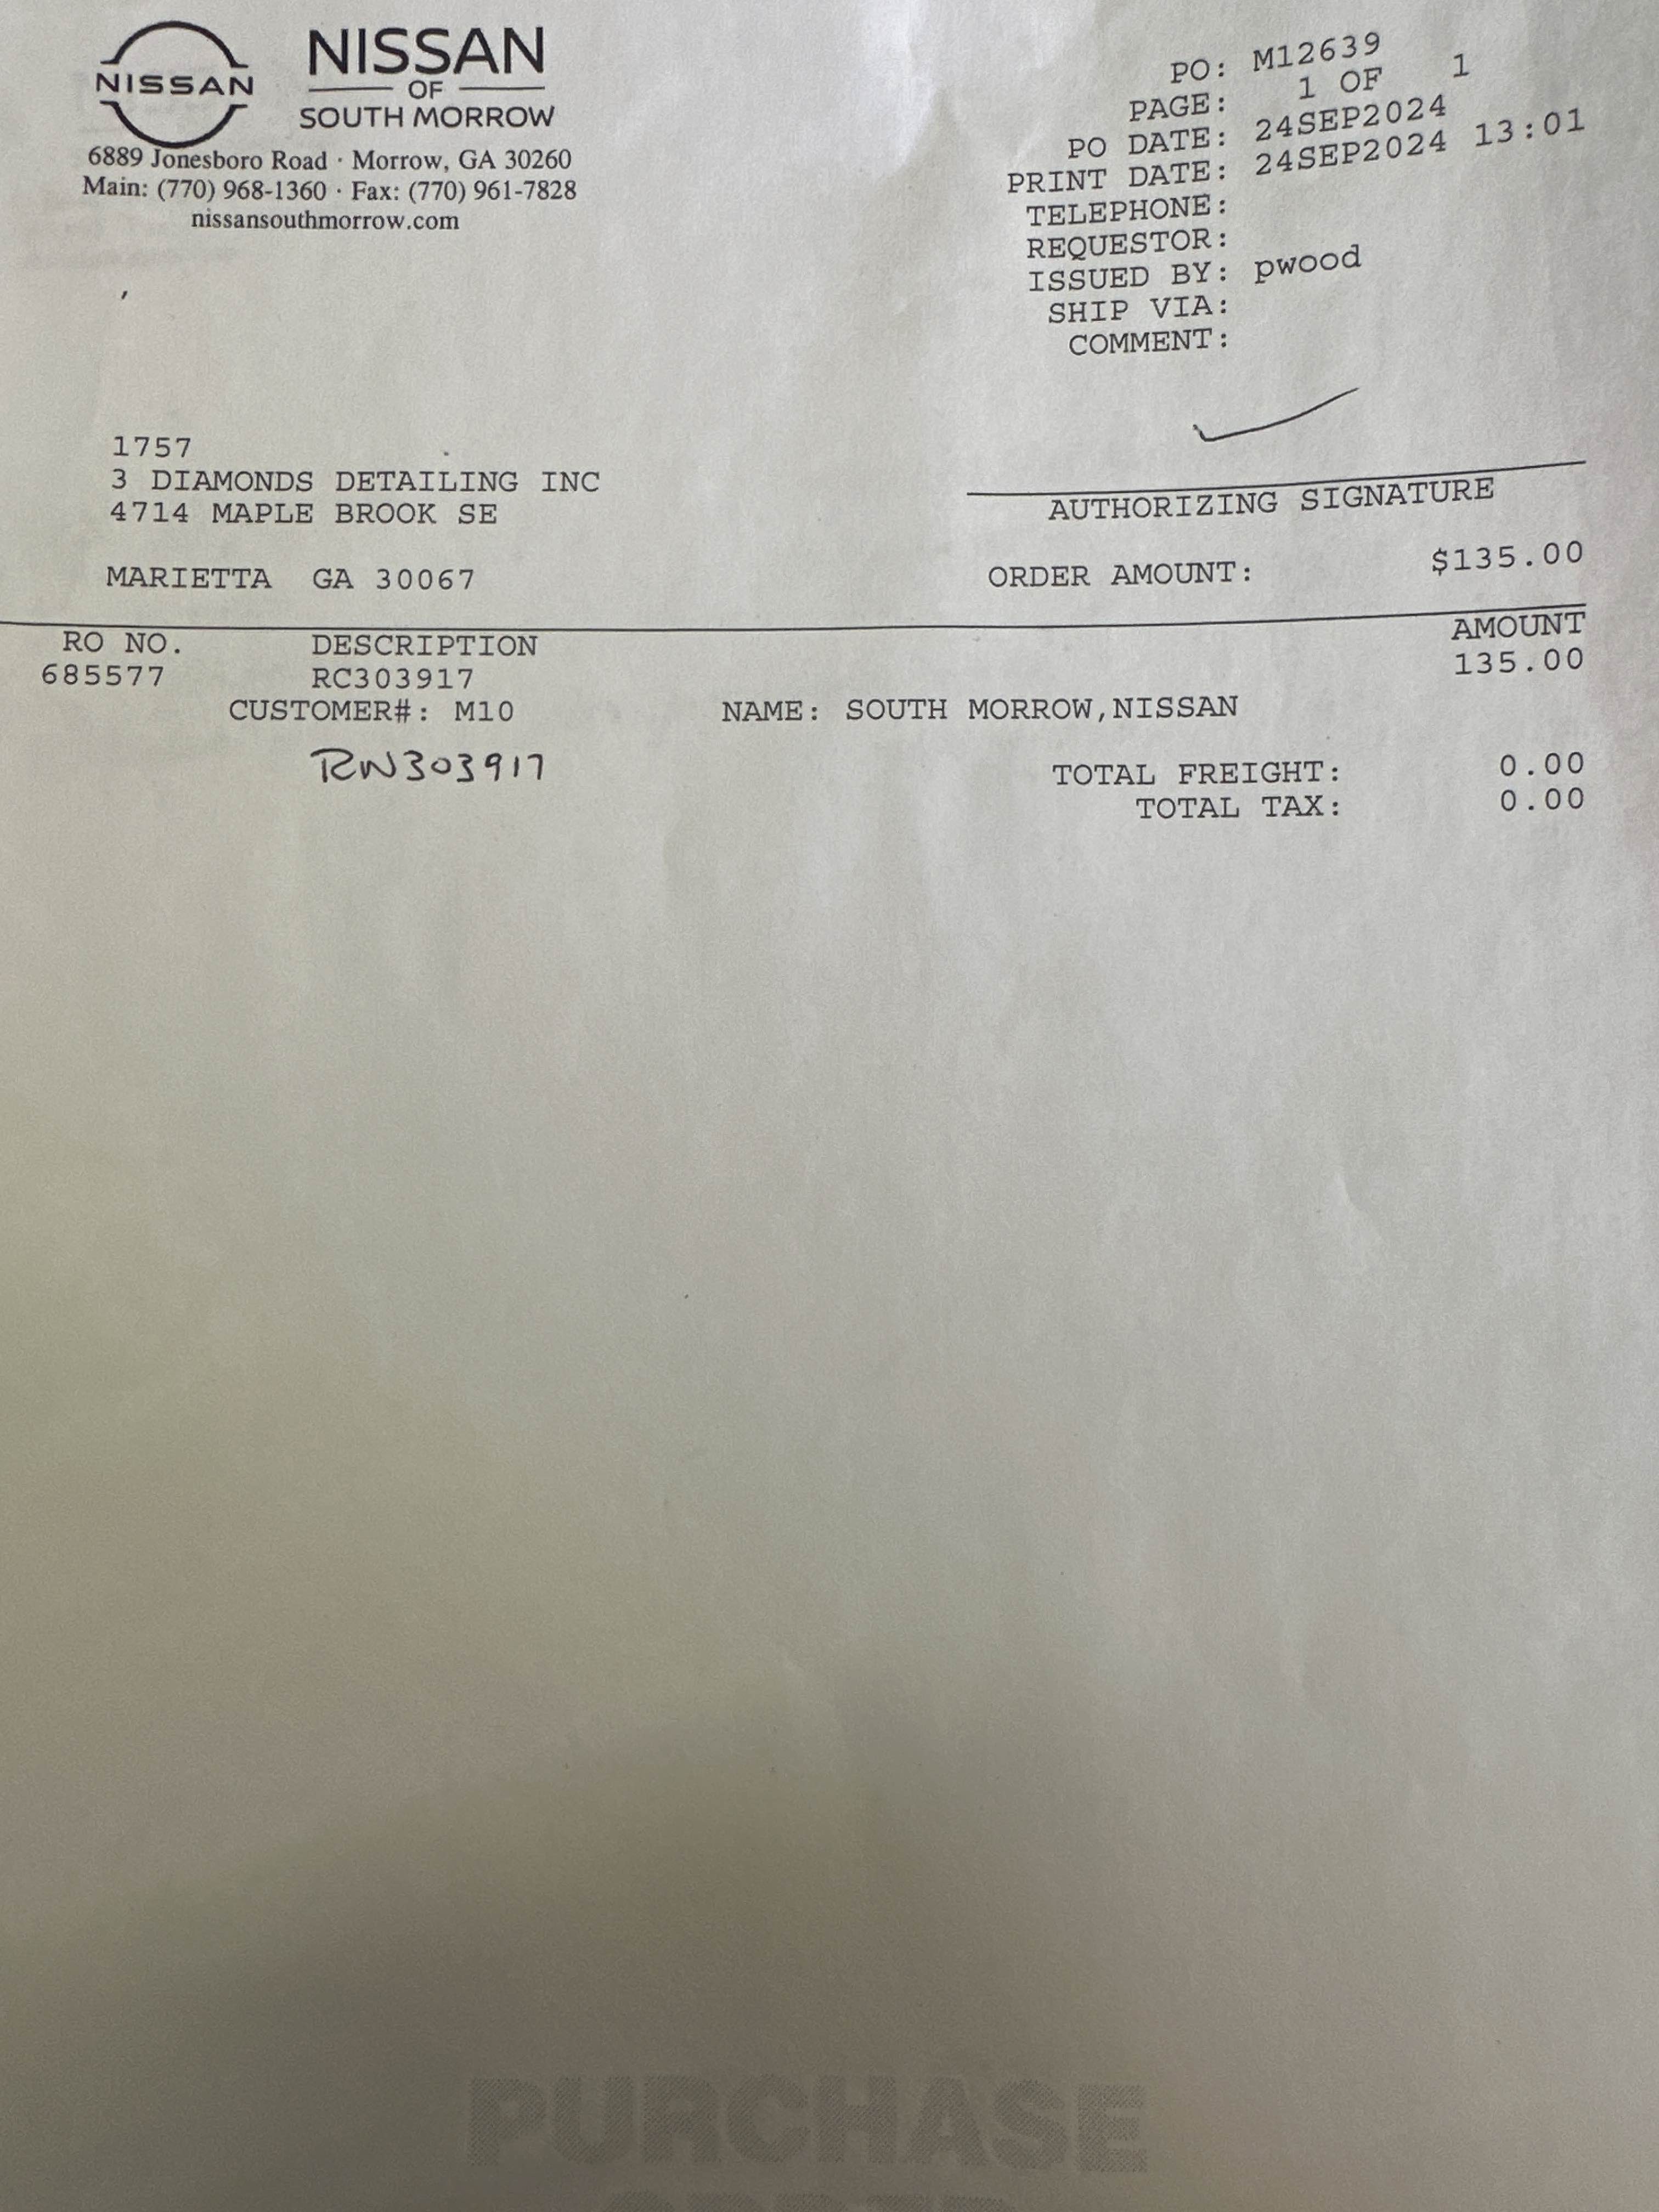 NISSAN
NISSAN
OF
SOUTH MORROW
6889 Jonesboro Road · Morrow, GA 30260
Main: (770) 968-1360 · Fax: (770) 961-7828
nissansouthmorrow.com
PO: M12639
PAGE: 1 OF 1
PO DATE: 24SEP2024
PRINT DATE: 24SEP2024 13:01
TELEPHONE:
REQUESTOR:
ISSUED BY: pwood
SHIP VIA:
COMMENT:
1757
3 DIAMONDS DETAILING INC
4714 MAPLE BROOK SE
MARIETTA GA 30067
AUTHORIZING SIGNATURE
ORDER AMOUNT: $135.00
RO NO. DESCRIPTION AMOUNT
685577 RC303917 135.00
CUSTOMER#: M10 NAME: SOUTH MORROW,NISSAN
RW303917
TOTAL FREIGHT: 0.00
TOTAL TAX: 0.00
PURCHASE